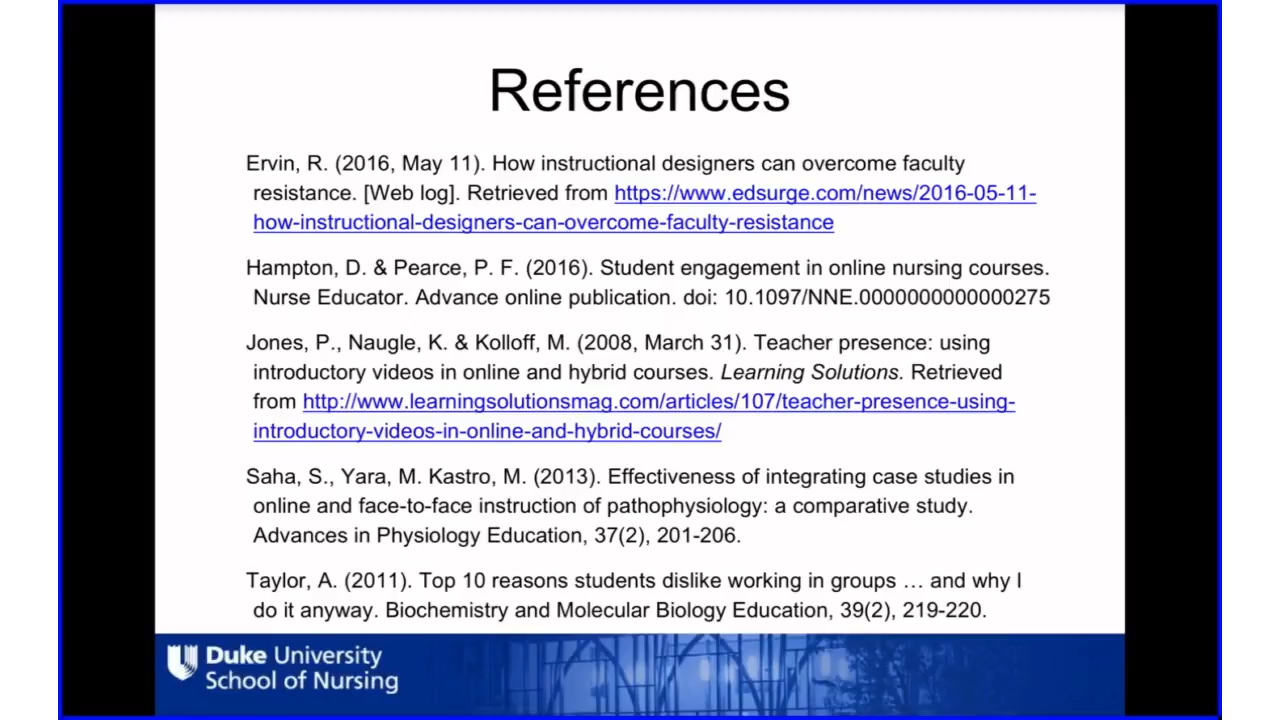 References
Ervin, R. (2016, May 11). How instructional designers can overcome faculty
resistance. [Web log]. Retrieved from https://www.edsurge.com/news/2016-05-11-
how-instructional-designers-can-overcome-faculty-resistance
Hampton, D. & Pearce, P. F. (2016). Student engagement in online nursing courses.
Nurse Educator. Advance online publication. doi: 10.1097/NNE.0000000000000275
Jones, P., Naugle, K. & Kolloff, M. (2008, March 31). Teacher presence: using
introductory videos in online and hybrid courses. Learning Solutions. Retrieved
from http://www.learningsolutionsmag.com/articles/107/teacher-presence-using-
introductory-videos-in-online-and-hybrid-courses/
Saha, S., Yara, M. Kastro, M. (2013). Effectiveness of integrating case studies in
online and face-to-face instruction of pathophysiology: a comparative study.
Advances in Physiology Education, 37(2), 201-206.
Taylor, A. (2011). Top 10 reasons students dislike working in groups … and why I
do it anyway. Biochemistry and Molecular Biology Education, 39(2), 219-220.
Duke University
School of Nursing